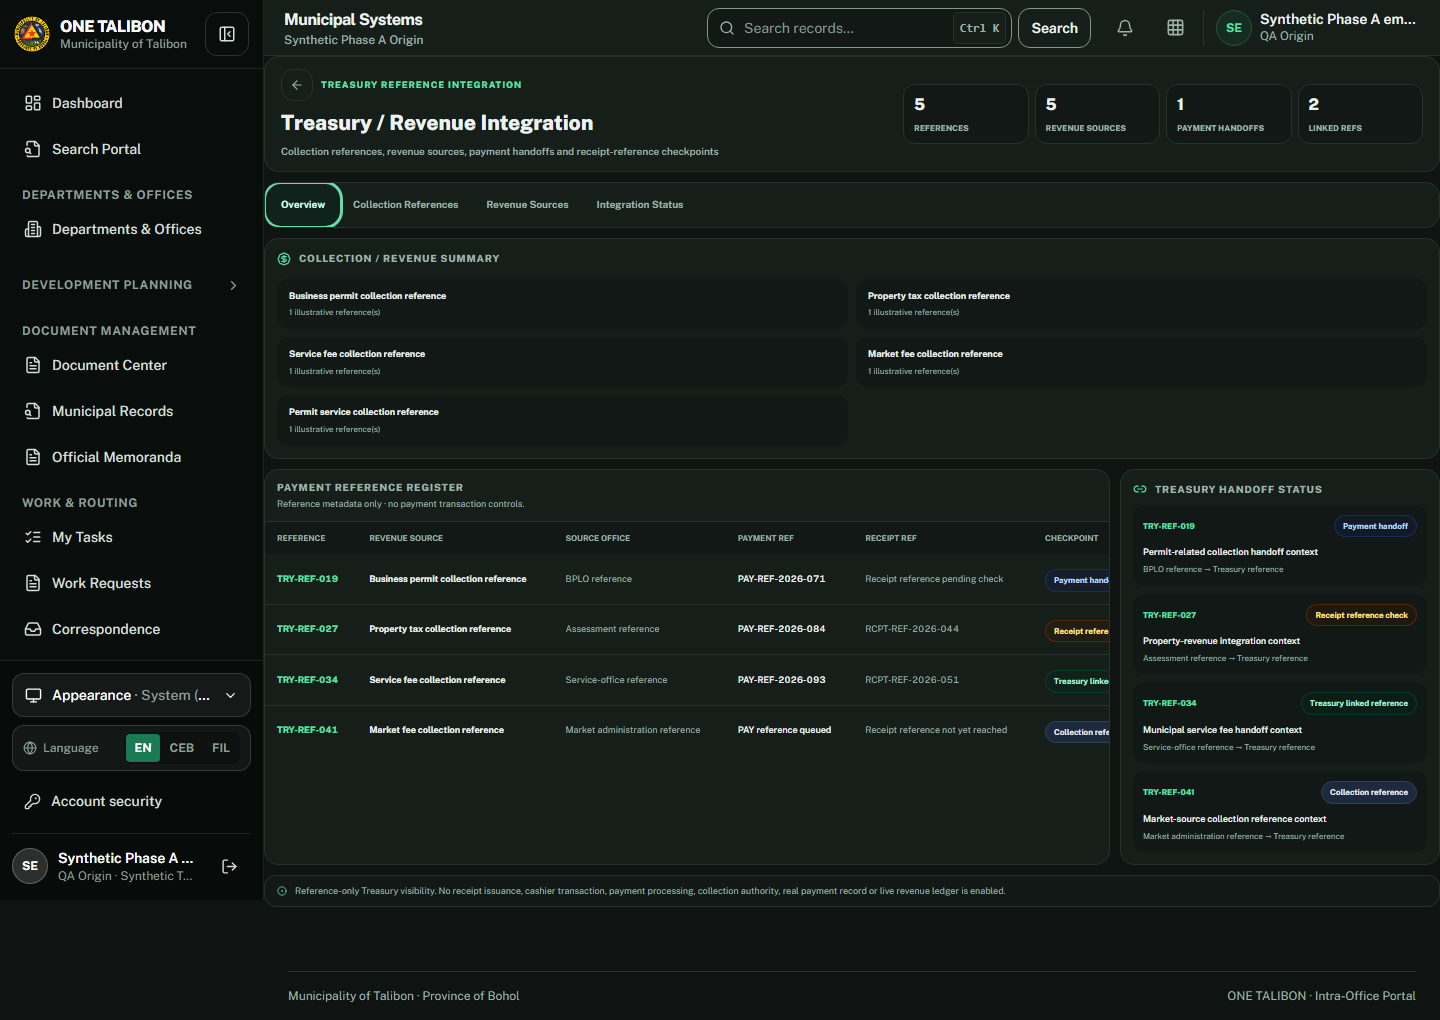 ONE TALIBON
Municipality of Talibon
Dashboard
Search Portal
DEPARTMENTS & OFFICES
Departments & Offices
DEVELOPMENT PLANNING
DOCUMENT MANAGEMENT
Document Center
Municipal Records
Official Memoranda
WORK & ROUTING
My Tasks
Work Requests
Correspondence
Appearance · System (...
Language EN CEB FIL
Account security
SE Synthetic Phase A ...
QA Origin · Synthetic T...
Municipal Systems
Synthetic Phase A Origin
Search records... Ctrl K Search
SE Synthetic Phase A em...
QA Origin
TREASURY REFERENCE INTEGRATION
Treasury / Revenue Integration
Collection references, revenue sources, payment handoffs and receipt-reference checkpoints
5 REFERENCES
5 REVENUE SOURCES
1 PAYMENT HANDOFFS
2 LINKED REFS
Overview Collection References Revenue Sources Integration Status
COLLECTION / REVENUE SUMMARY
Business permit collection reference
1 illustrative reference(s)
Property tax collection reference
1 illustrative reference(s)
Service fee collection reference
1 illustrative reference(s)
Market fee collection reference
1 illustrative reference(s)
Permit service collection reference
1 illustrative reference(s)
PAYMENT REFERENCE REGISTER
Reference metadata only - no payment transaction controls.
REFERENCE REVENUE SOURCE SOURCE OFFICE PAYMENT REF RECEIPT REF CHECKPOINT
TRY-REF-019 Business permit collection reference BPLO reference PAY-REF-2026-071 Receipt reference pending check Payment hand
TRY-REF-027 Property tax collection reference Assessment reference PAY-REF-2026-084 RCPT-REF-2026-044 Receipt refere
TRY-REF-034 Service fee collection reference Service-office reference PAY-REF-2026-093 RCPT-REF-2026-051 Treasury linke
TRY-REF-041 Market fee collection reference Market administration reference PAY reference queued Receipt reference not yet reached Collection refe
TREASURY HANDOFF STATUS
TRY-REF-019 Payment handoff
Permit-related collection handoff context
BPLO reference → Treasury reference
TRY-REF-027 Receipt reference check
Property-revenue integration context
Assessment reference → Treasury reference
TRY-REF-034 Treasury linked reference
Municipal service fee handoff context
Service-office reference → Treasury reference
TRY-REF-041 Collection reference
Market-source collection reference context
Market administration reference → Treasury reference
Reference-only Treasury visibility. No receipt issuance, cashier transaction, payment processing, collection authority, real payment record or live revenue ledger is enabled.
Municipality of Talibon · Province of Bohol
ONE TALIBON · Intra-Office Portal